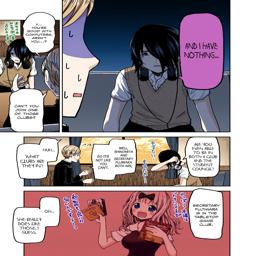 AND I HAVE
NOTHING...
Y...
YOU'RE
GOOD WITH
COMPUTERS,
AREN'T
YOU...?
CAN'T YOU
JOIN ONE
OF THOSE
CLUBS?
ARE YOU
EVEN ABLE
TO BE IN
BOTH A CLUB
AND THE
STUDENT
COUNCIL?
WELL,
SHINOMIYA
AND
SECRETARY
FUJIWARA
BOTH ARE.
SO IT'S
NOT LIKE
YOU
CAN'T.
HUH...
WHAT
CLUBS ARE
THEY IN?
SECRETARY
FUJIWARA
IS IN THE
TABLETOP
GAME
CLUB.
OH...
SHE REALLY
DOES LIKE
THOSE, I
GUESS.